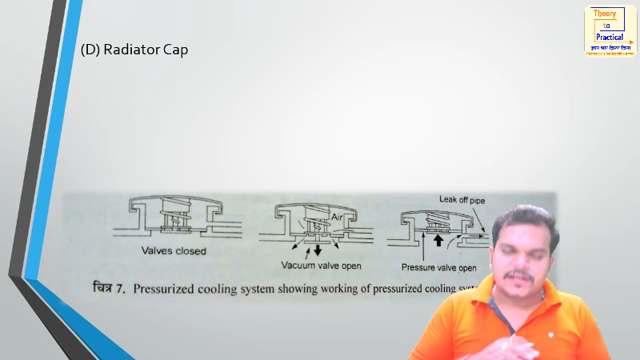 Theory
to
Practical
(D) Radiator Cap
Leak off pipe
Air
Valves closed
Vacuum valve open
Pressure valve open
चित्र 7. Pressurized cooling system showing working of pressurized cooling